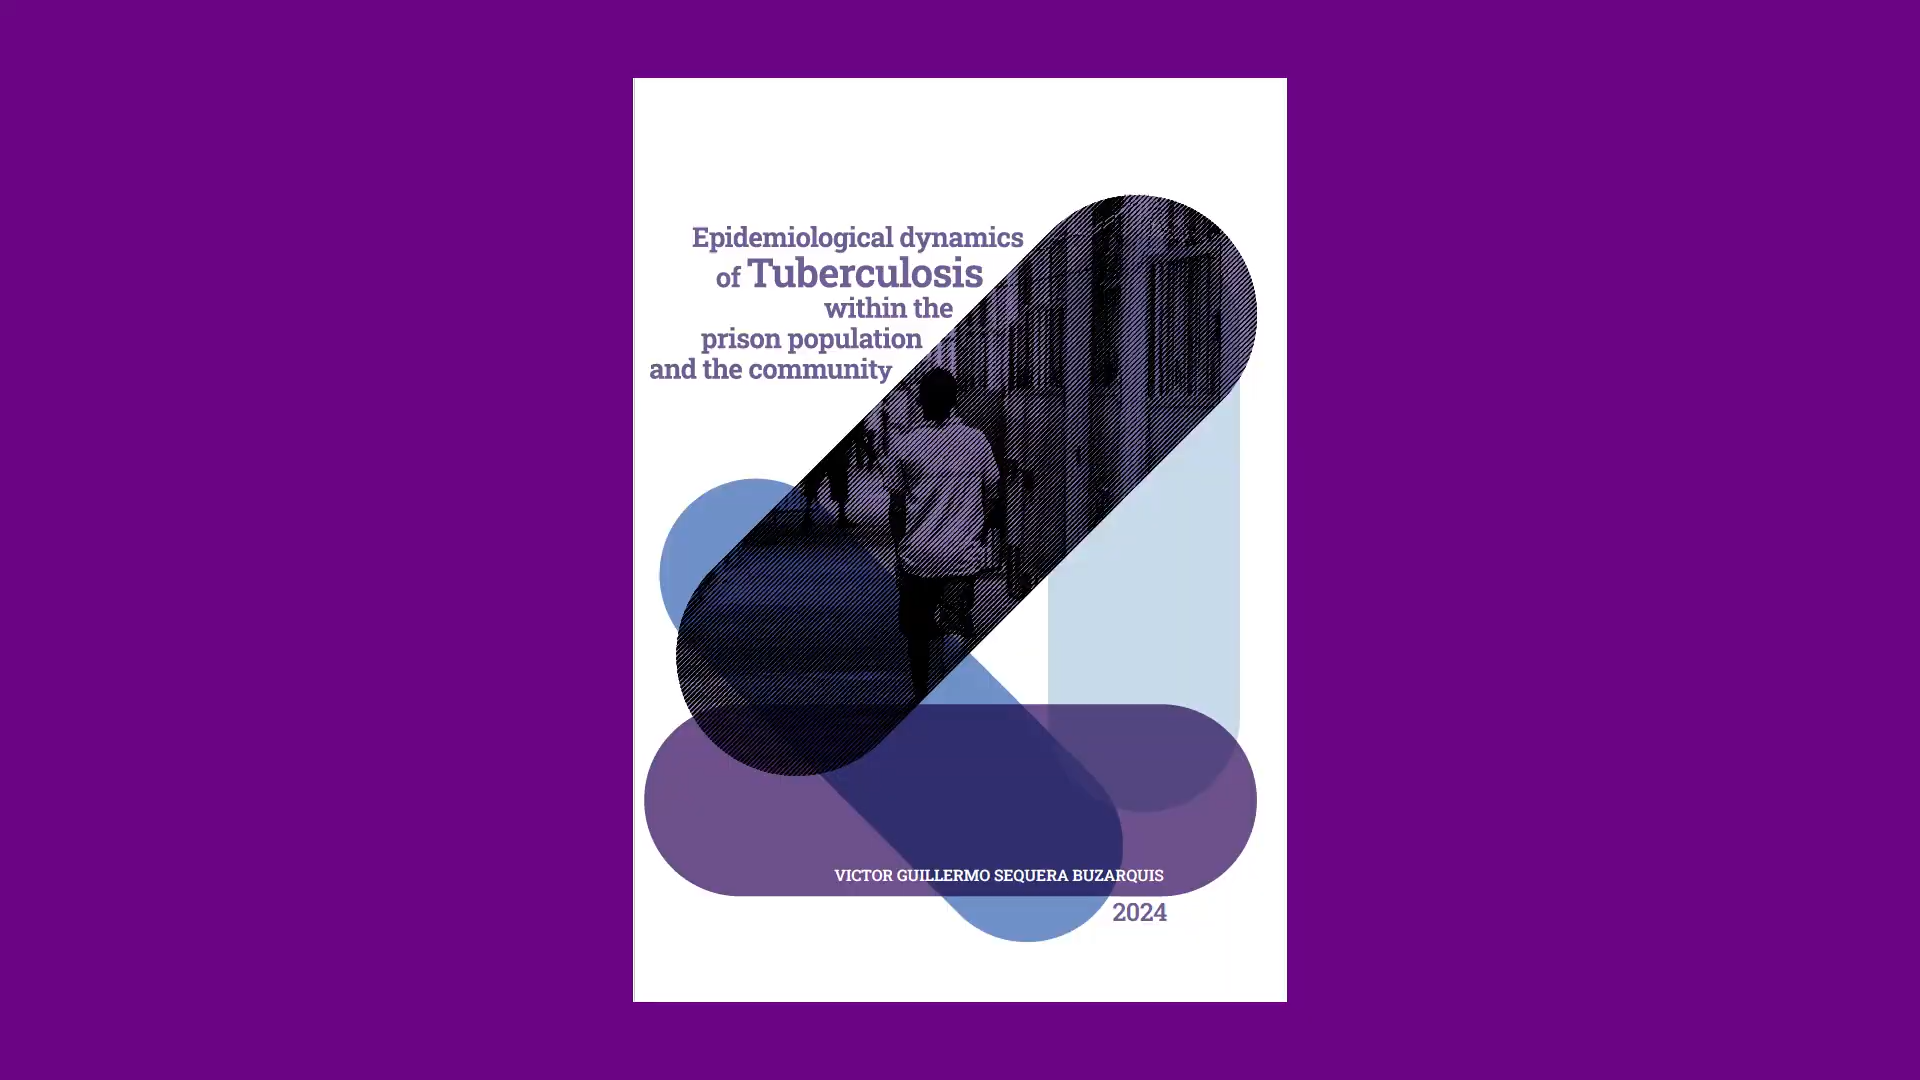 Epidemiological dynamics
of Tuberculosis
within the
prison population
and the community
VICTOR GUILLERMO SEQUERA BUZARQUIS
2024